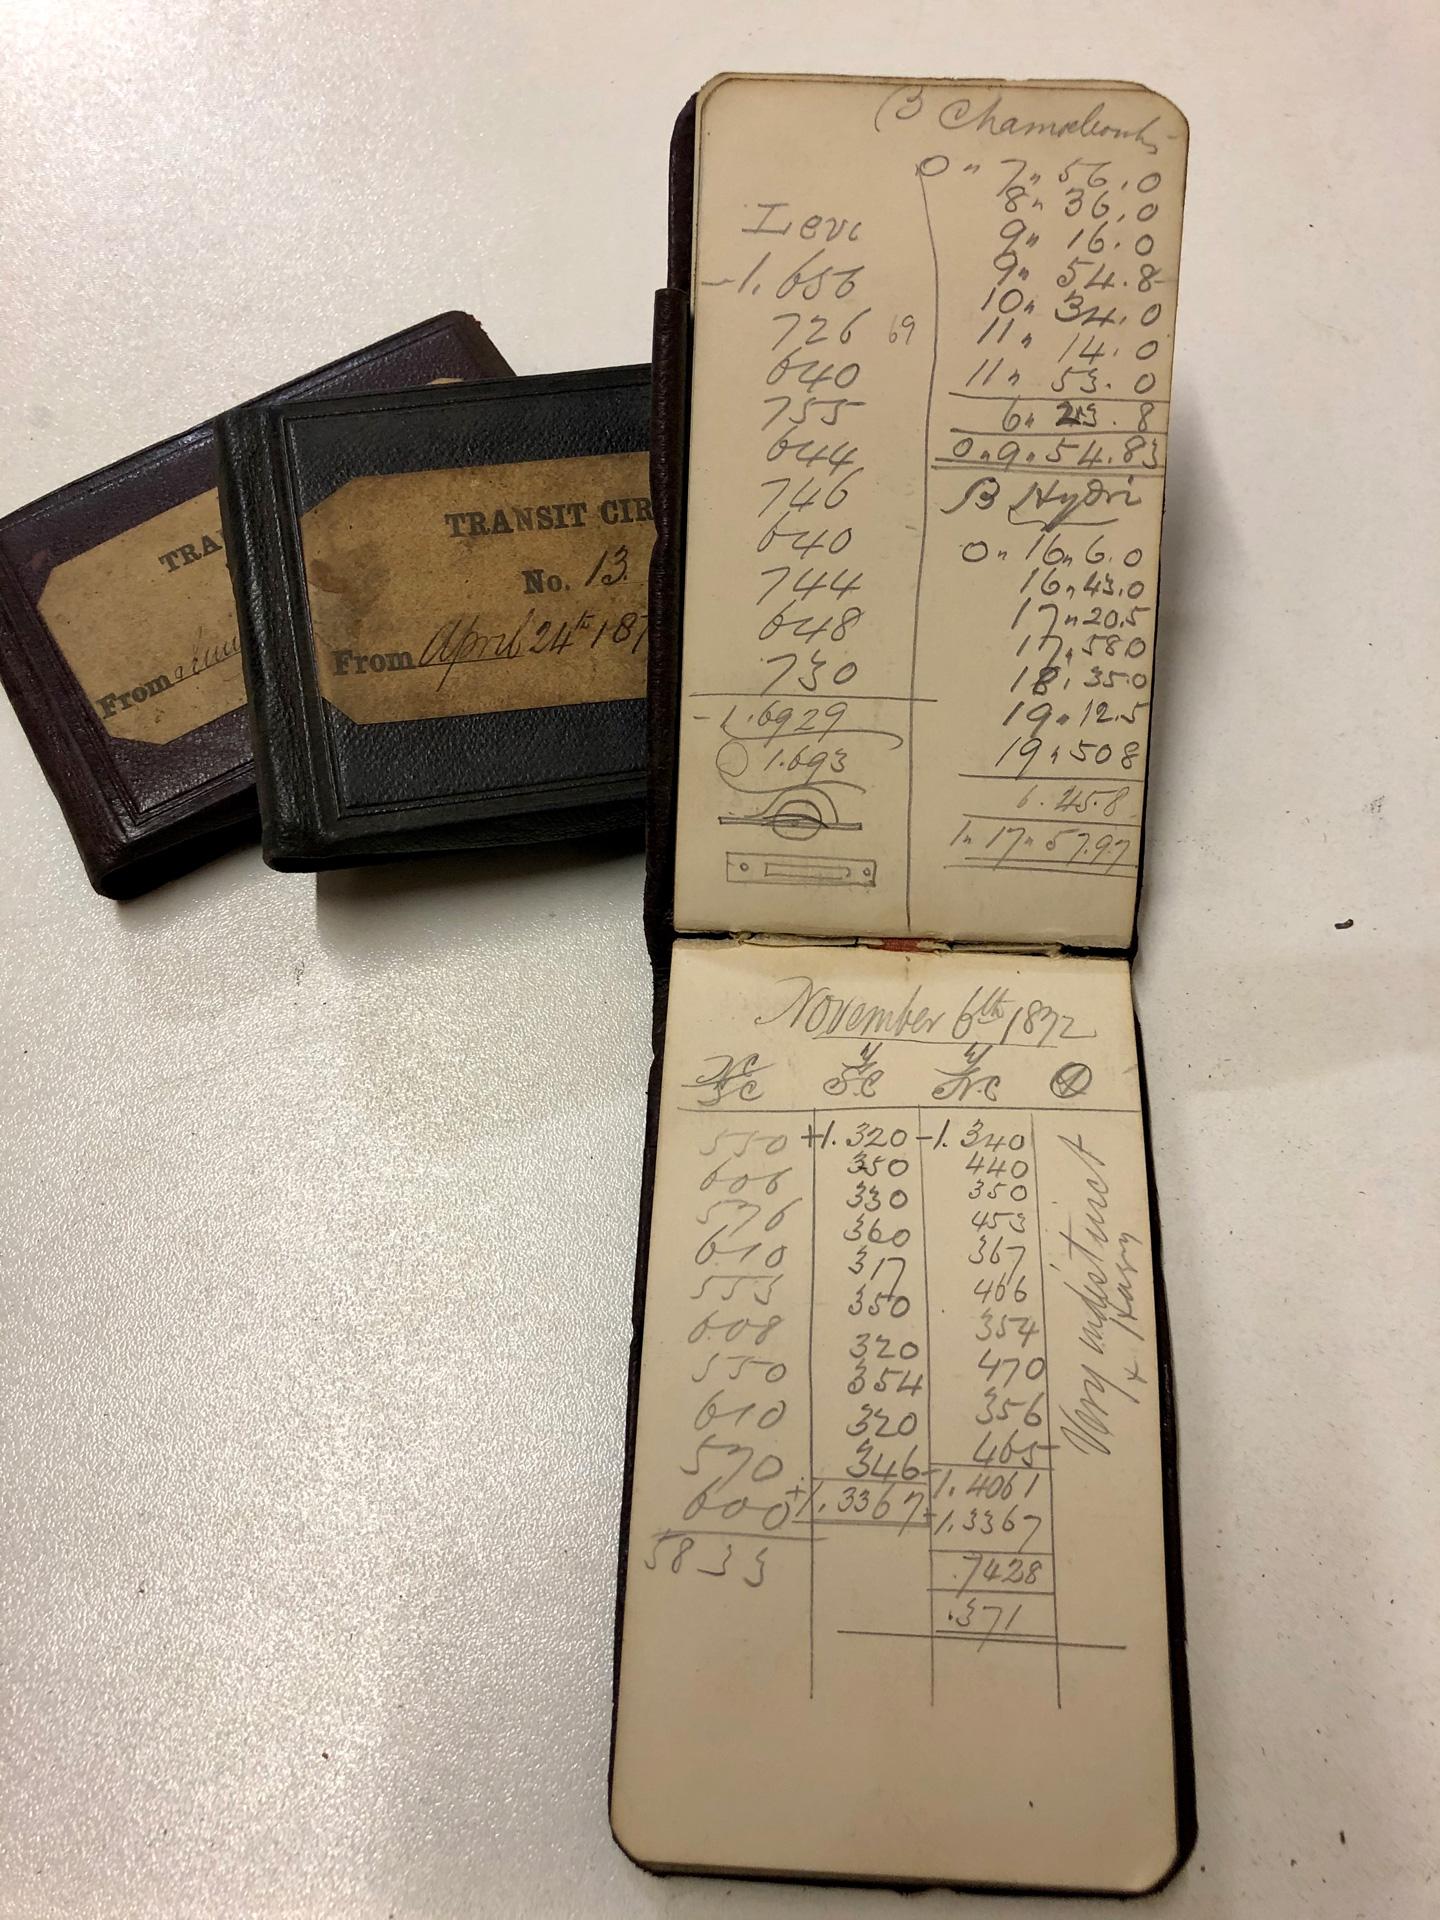 TRA
From
TRANSIT CIR
No. 13.
From April 24th 187
β
0 " 7 " 56.0
8 " 36.0
9 " 16.0
9 " 54.8
10 " 34.0
11 " 14.0
11 " 53.0
6 " 8
0 " 9 " 54.83
β Hydri
0 " 16 " 6.0
16 " 43.0
17 " 20.5
17 " 58.0
18 " 35.0
19 " 12.5
19 " 50.8
6.45.8
1 " 17 " 57.97
Level
-1.656
726 69
640
755
644
746
640
744
648
730
-1.6929
1.693
November 6th 1872
NC SC
W S.C
W N.C
550 +1.320 -1.340
606 350 440
576 330 350
610 360 453
553 317 367
608 350 466
550 320 354
610 354 470
570 320 356
600 346 465
5833 +1.3367 -1.4061
+1.3367
.7428
.371
Very indistinct
& Hazy